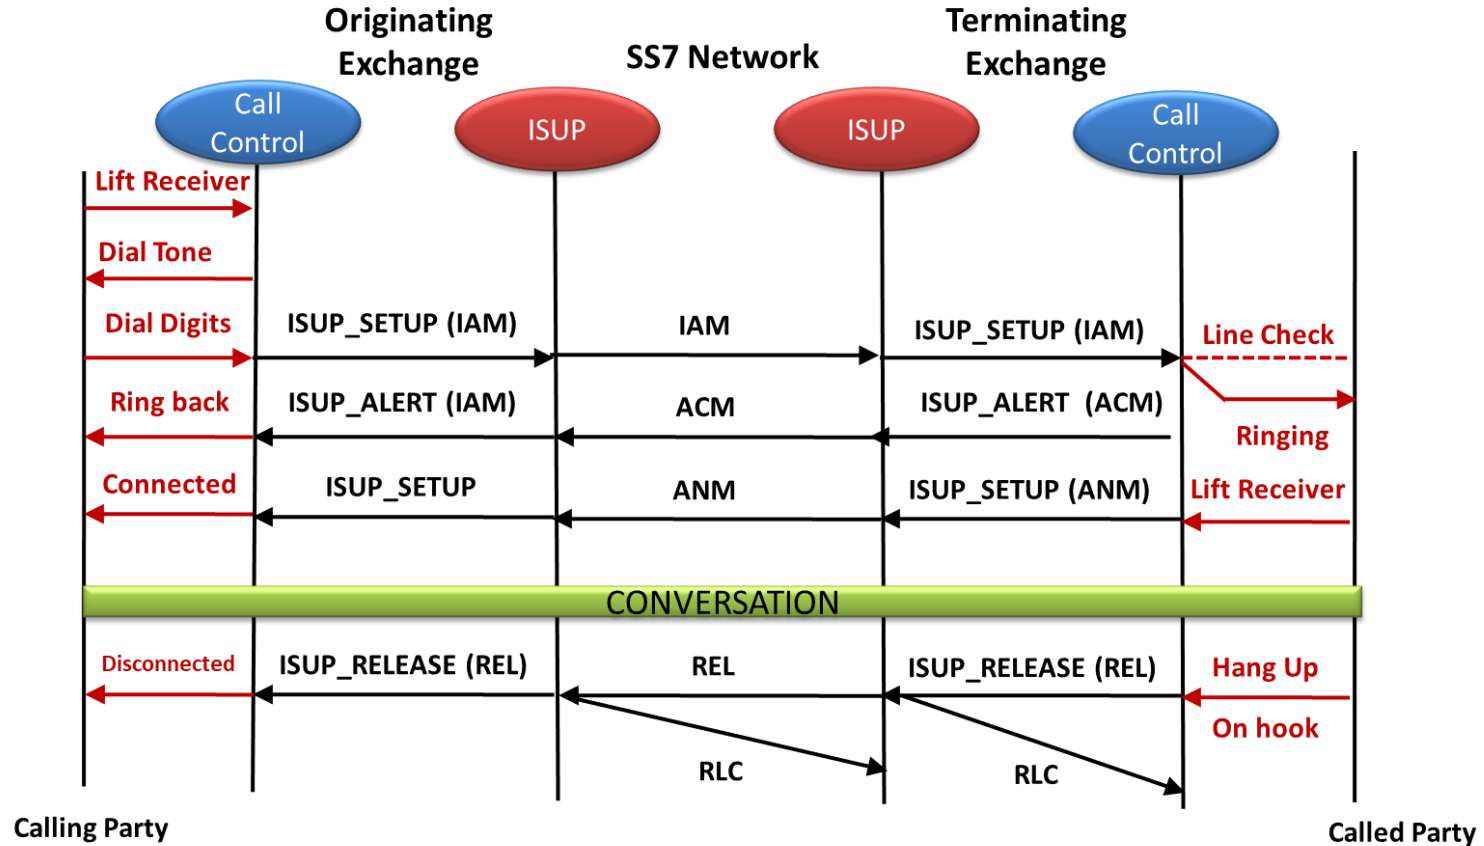 Originating
Exchange
SS7 Network
Terminating
Exchange
Call
Control
ISUP
ISUP
Call
Control
Lift Receiver
Dial Tone
Dial Digits
ISUP_SETUP (IAM)
IAM
ISUP_SETUP (IAM)
Line Check
Ring back
ISUP_ALERT (IAM)
ACM
ISUP_ALERT (ACM)
Ringing
Connected
ISUP_SETUP
ANM
ISUP_SETUP (ANM)
Lift Receiver
CONVERSATION
Disconnected
ISUP_RELEASE (REL)
REL
ISUP_RELEASE (REL)
Hang Up
On hook
RLC
RLC
Calling Party
Called Party